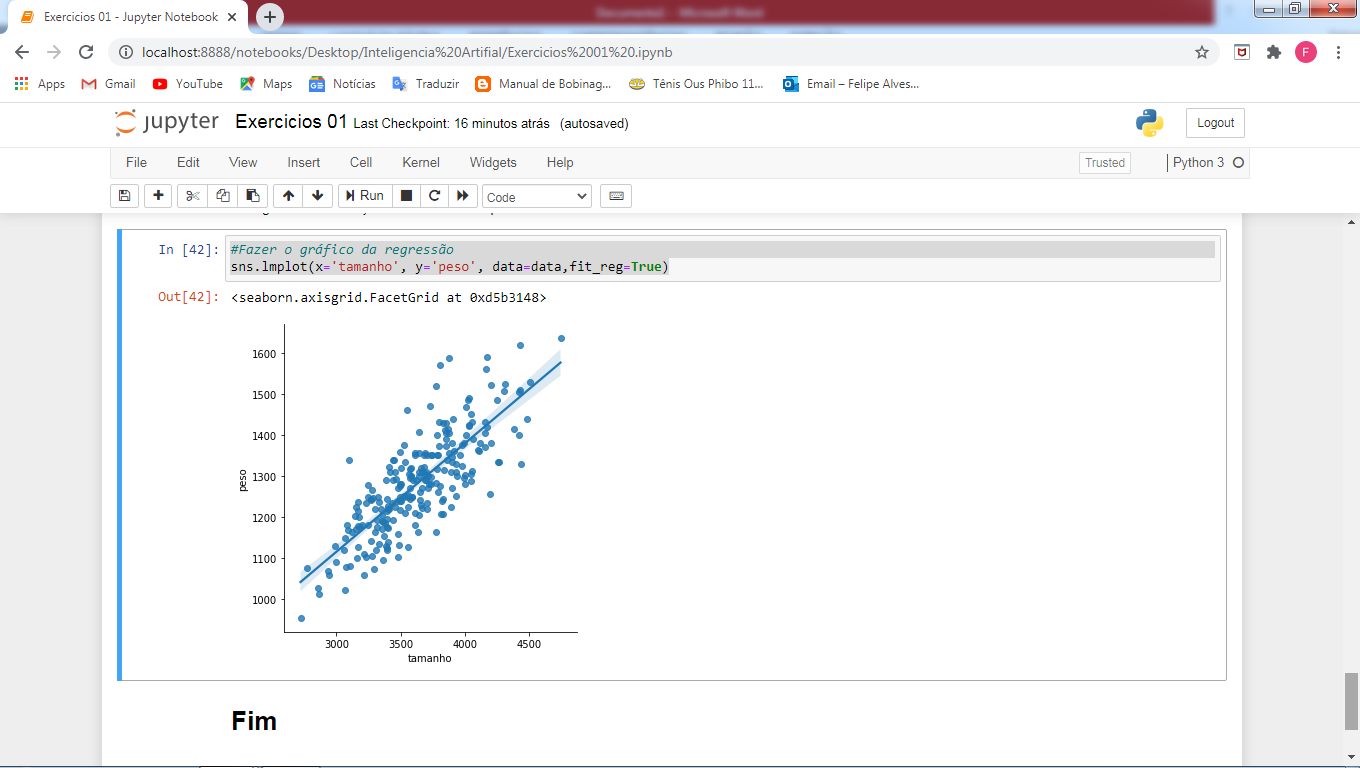 Exercicios 01 - Jupyter Notebook
localhost:8888/notebooks/Desktop/Inteligencia%20Artifial/Exercicios%2001%20.ipynb
F
Apps Gmail YouTube Maps Notícias Traduzir Manual de Bobinag... Tênis Ous Phibo 11... Email – Felipe Alves...
jupyter Exercicios 01 Last Checkpoint: 16 minutos atrás (autosaved)
Logout
File Edit View Insert Cell Kernel Widgets Help
Trusted
Python 3
Run
Code
In [42]: #Fazer o gráfico da regressão
sns.lmplot(x='tamanho', y='peso', data=data,fit_reg=True)
Out[42]: <seaborn.axisgrid.FacetGrid at 0xd5b3148>
1600
1500
1400
1300
1200
1100
1000
peso
3000 3500 4000 4500
tamanho
Fim